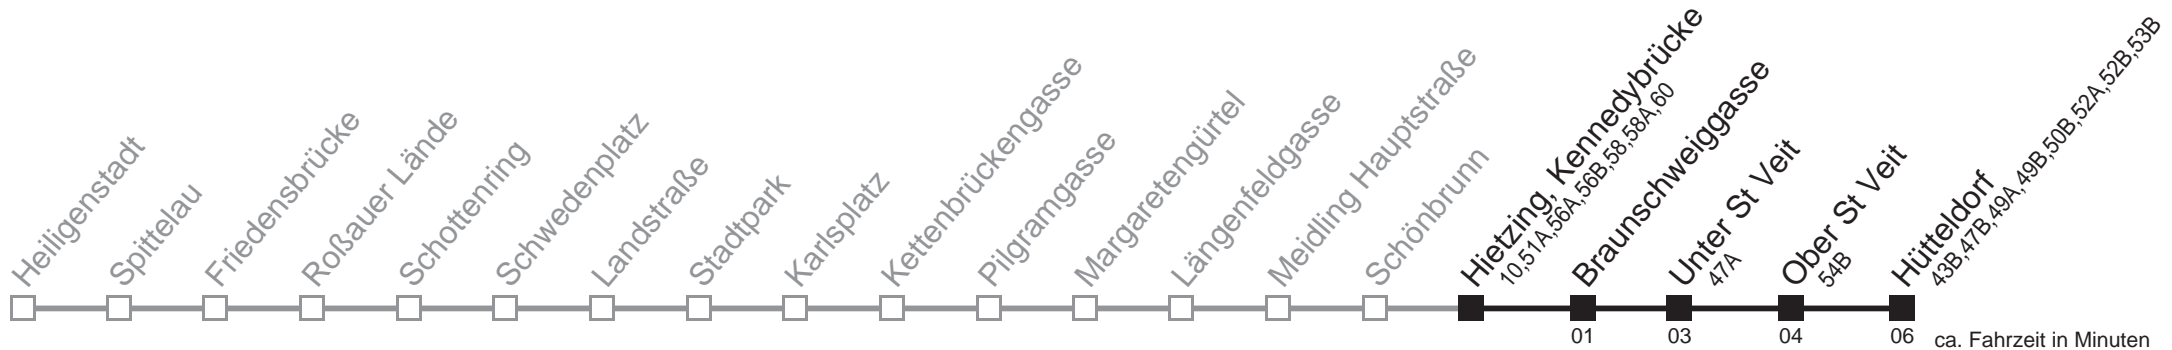 Heiligenstadt
Spittelau
Friedensbrücke
Roßauer Lände
Schottenring
Schwedenplatz
Landstraße
Stadtpark
Karlsplatz
Kettenbrückengasse
Pilgramgasse
Margaretengürtel
Längenfeldgasse
Meidling Hauptstraße
Schönbrunn
Hietzing, Kennedybrücke
10,51A,56A,56B,58,58A,60
Braunschweiggasse
Unter St Veit
47A
Ober St Veit
54B
Hütteldorf
43B,47B,49A,49B,50B,52A,52B,53B
01 03 04 06 ca. Fahrzeit in Minuten